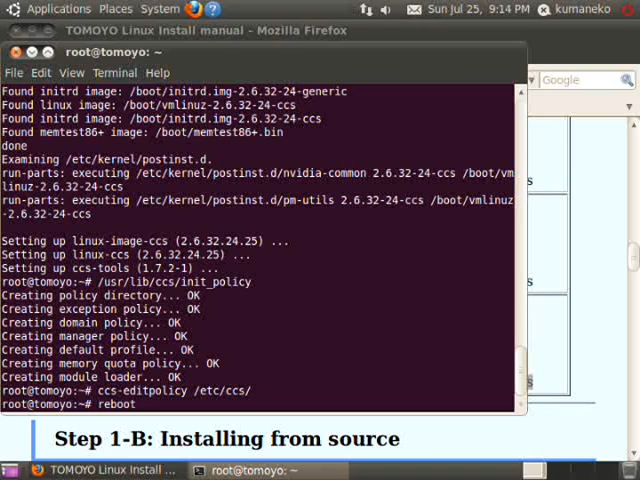 Applications Places System
Sun Jul 25, 9:14 PM kumaneko
TOMOYO Linux Install manual - Mozilla Firefox
root@tomoyo: ~
File Edit View Terminal Help
Google
Found initrd image: /boot/initrd.img-2.6.32-24-generic
Found linux image: /boot/vmlinuz-2.6.32-24-ccs
Found initrd image: /boot/initrd.img-2.6.32-24-ccs
Found memtest86+ image: /boot/memtest86+.bin
done
Examining /etc/kernel/postinst.d.
run-parts: executing /etc/kernel/postinst.d/nvidia-common 2.6.32-24-ccs /boot/vm
linuz-2.6.32-24-ccs
run-parts: executing /etc/kernel/postinst.d/pm-utils 2.6.32-24-ccs /boot/vmlinuz
-2.6.32-24-ccs
Setting up linux-image-ccs (2.6.32.24.25) ...
Setting up linux-ccs (2.6.32.24.25) ...
Setting up ccs-tools (1.7.2-1) ...
root@tomoyo:~# /usr/lib/ccs/init_policy
Creating policy directory... OK
Creating exception policy... OK
Creating domain policy... OK
Creating manager policy... OK
Creating default profile... OK
Creating memory quota policy... OK
Creating module loader... OK
root@tomoyo:~# ccs-editpolicy /etc/ccs/
root@tomoyo:~# reboot
s
s
s
Step 1-B: Installing from source
TOMOYO Linux Install ...
root@tomoyo: ~